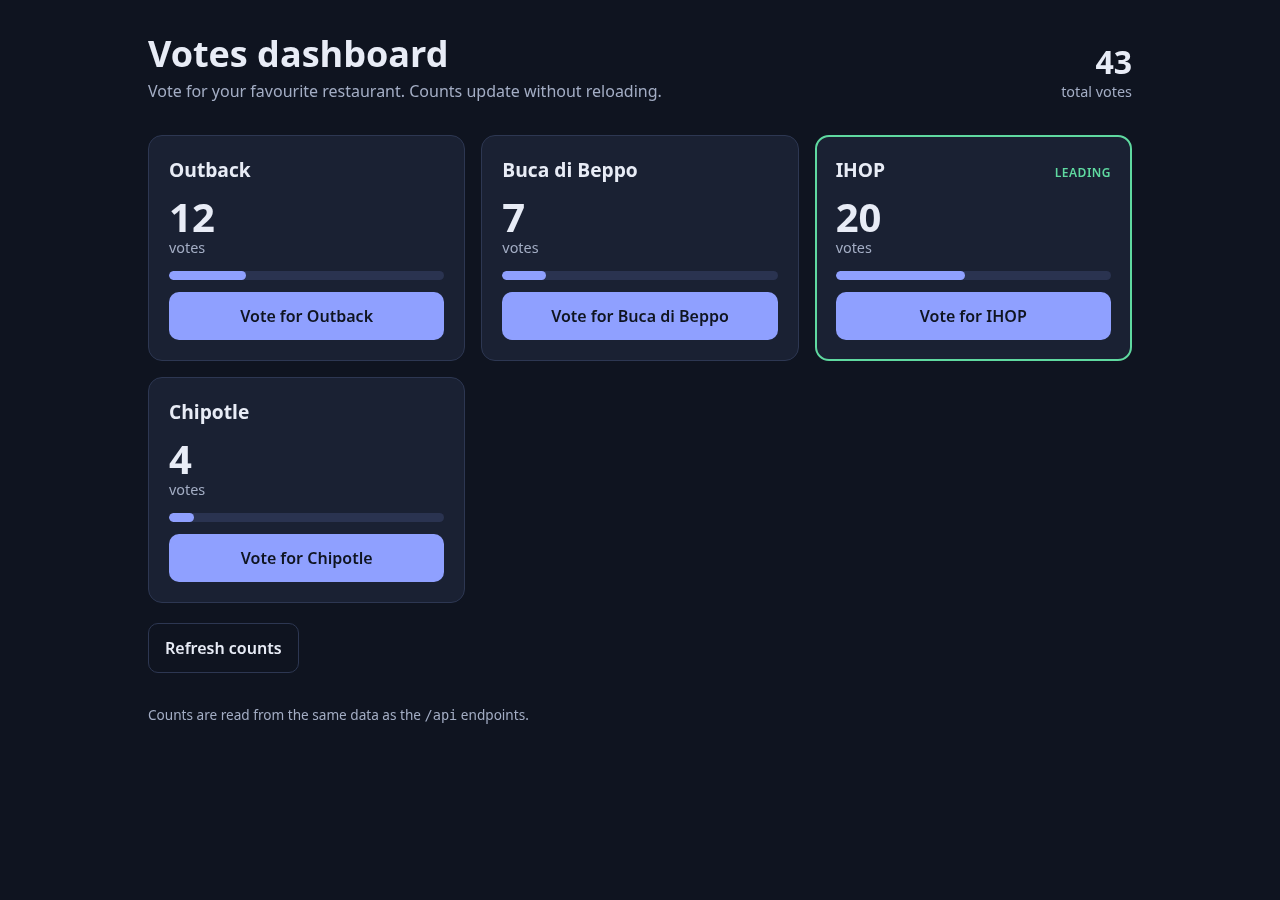 Votes dashboard
Vote for your favourite restaurant. Counts update without reloading.
43
total votes
Outback
12
votes
Vote for Outback
Buca di Beppo
7
votes
Vote for Buca di Beppo
IHOP
LEADING
20
votes
Vote for IHOP
Chipotle
4
votes
Vote for Chipotle
Refresh counts
Counts are read from the same data as the /api endpoints.